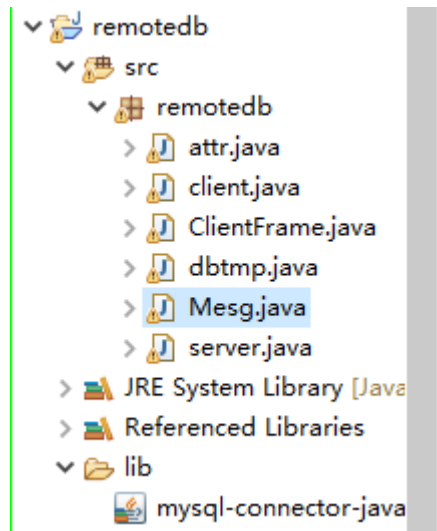 remotedb
src
remotedb
attr.java
client.java
ClientFrame.java
dbtmp.java
Mesg.java
server.java
JRE System Library [Java
Referenced Libraries
lib
mysql-connector-java